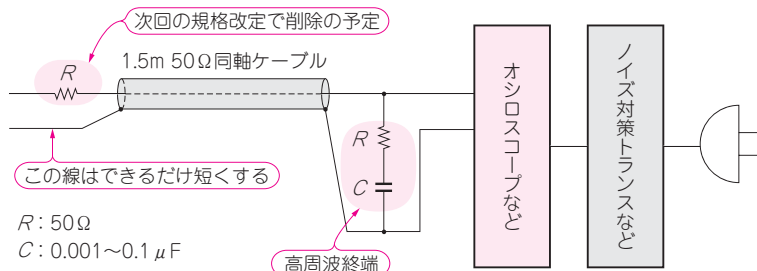 次回の規格改定で削除の予定
R
1.5m 50Ω同軸ケーブル
この線はできるだけ短くする
R
C
高周波終端
R：50Ω
C：0.001〜0.1μF
オシロスコープなど
ノイズ対策トランスなど